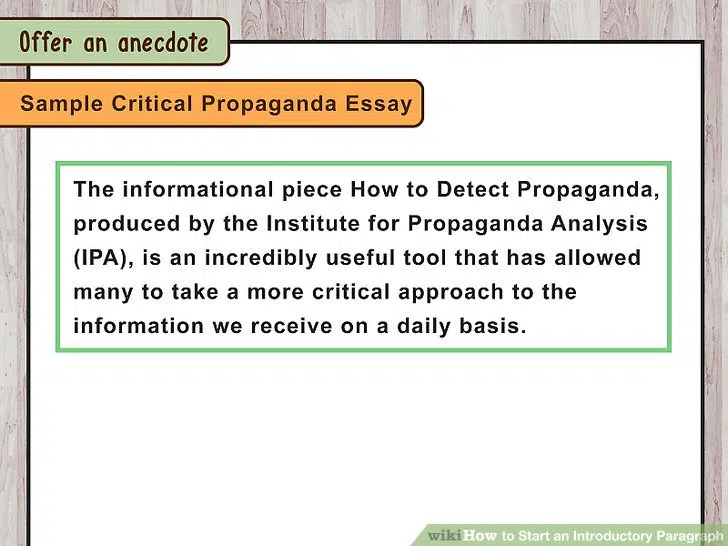 Offer an anecdote
Sample Critical Propaganda Essay
The informational piece How to Detect Propaganda,
produced by the Institute for Propaganda Analysis
(IPA), is an incredibly useful tool that has allowed
many to take a more critical approach to the
information we receive on a daily basis.
wikiHow to Start an Introductory Paragraph